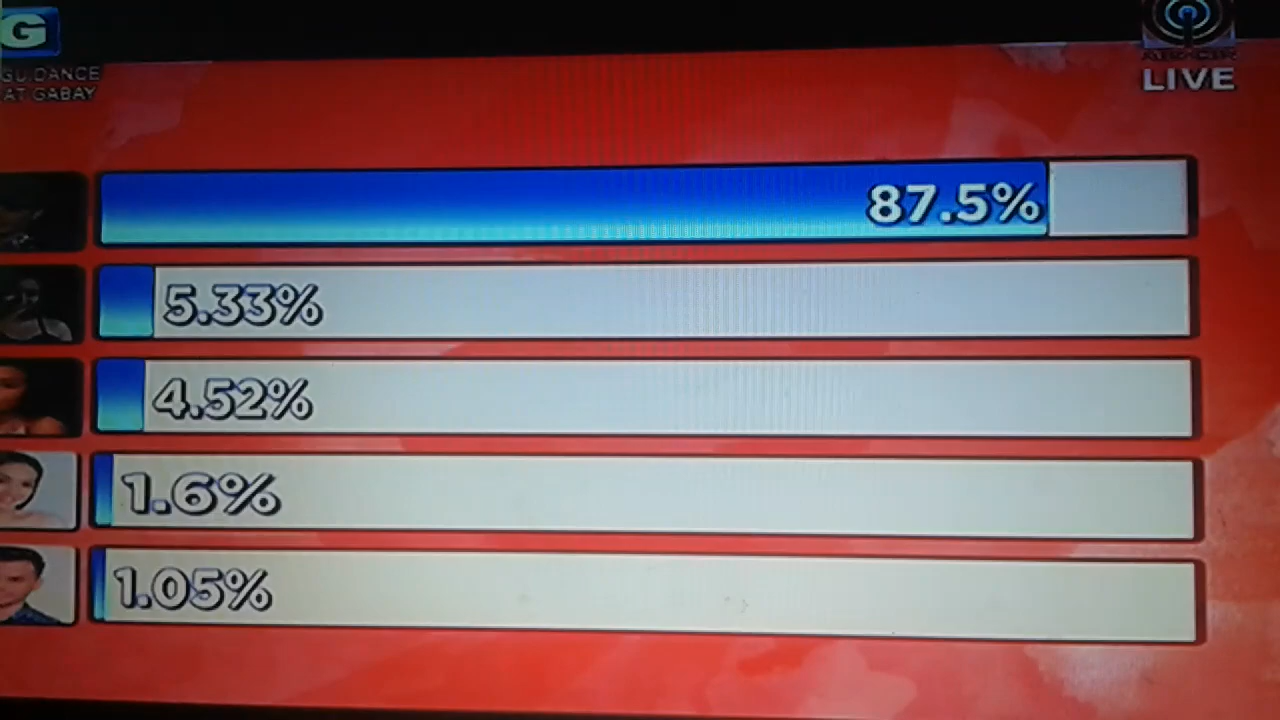 G
GUIDANCE
AT GABAY
LIVE
87.5%
5.33%
4.52%
1.6%
1.05%